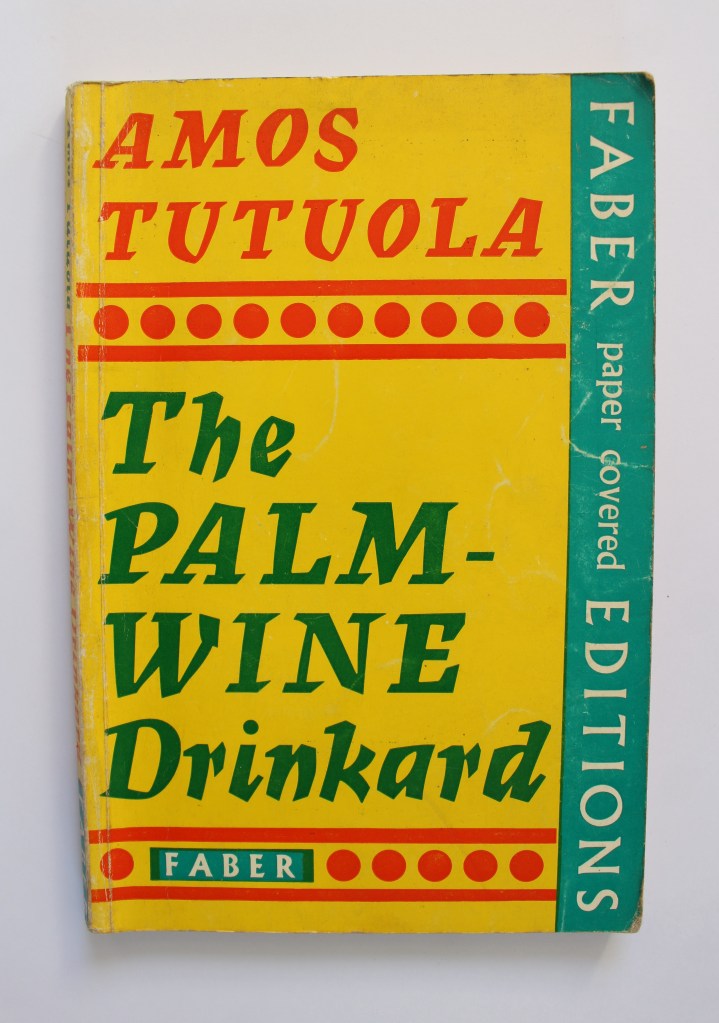 AMOS
TUTUOLA
The
PALM-
WINE
Drinkard
FABER
FABER paper covered EDITIONS